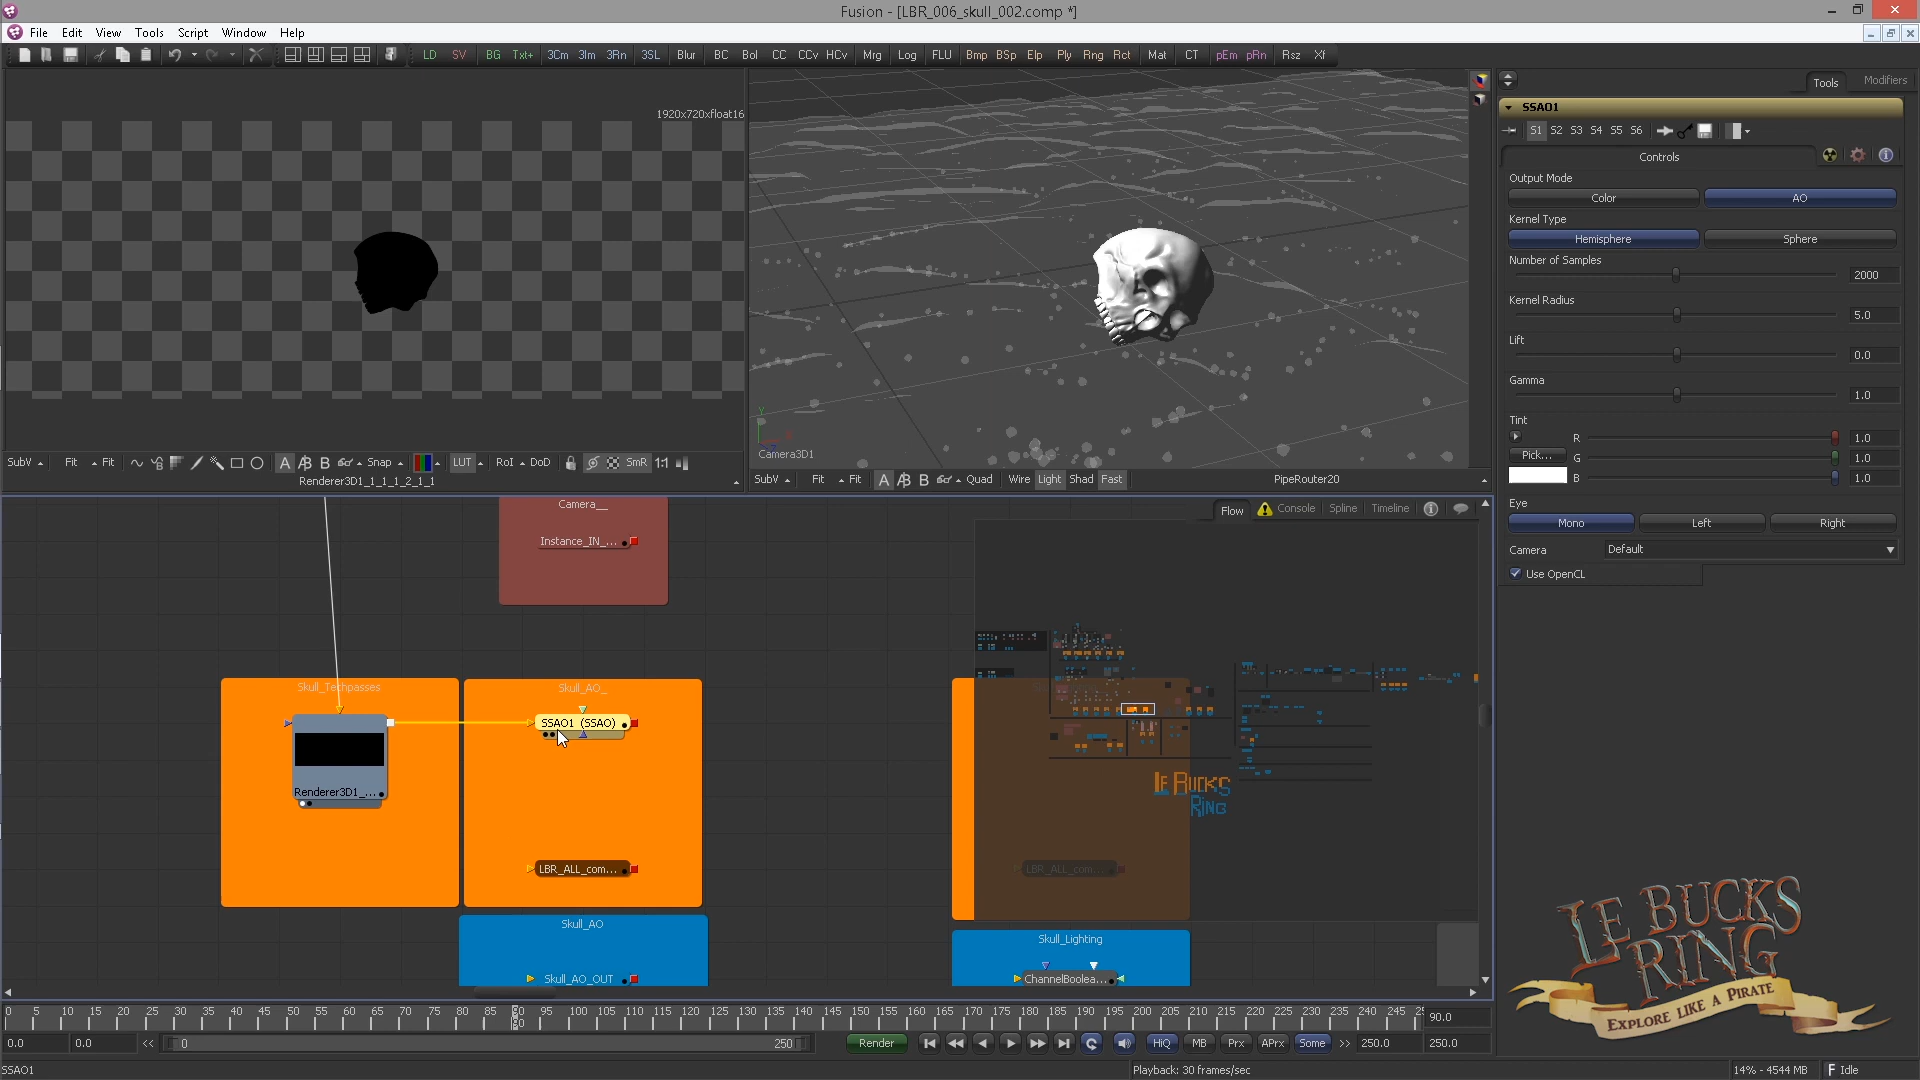 Fusion - [LBR_006_skull_002.comp *]
File Edit View Tools Script Window Help
LD SV BG Txt+ 3Cm 3Im 3Rn 3SL Blur BC Bol CC CCv HCv Mrg Log FLU Bmp BSp Elp Ply Rng Rct Mat CT pEm pRn Rsz Xf
1920x720xfloat16
Camera3D1
SubV Fit Fit A B Snap LUT RoI DoD SmR 1:1
Renderer3D1_1_1_1_2_1_1
SubV Fit Fit A B Quad Wire Light Shad Fast PipeRouter20
Tools Modifiers
SSAO1
S1 S2 S3 S4 S5 S6
Controls
Output Mode
Color AO
Kernel Type
Hemisphere Sphere
Number of Samples
2000
Kernel Radius
5.0
Lift
0.0
Gamma
1.0
Tint
R 1.0
Pick... G 1.0
B 1.0
Eye
Mono Left Right
Camera Default
Use OpenCL
Flow Console Spline Timeline
Camera__
Instance_IN_...
Skull_Techpasses
Skull_AO_
SSAO1 (SSAO)
Renderer3D1_...
LBR_ALL_com...
LBR_ALL_com...
LE BUCKS RING
Skull_AO
Skull_AO_OUT
Skull_Lighting
ChannelBoolea...
LE BUCKS
RING
EXPLORE LIKE A PIRATE
0 5 10 15 20 25 30 35 40 45 50 55 60 65 70 75 80 85 90 95 100 105 110 115 120 125 130 135 140 145 150 155 160 165 170 175 180 185 190 195 200 205 210 215 220 225 230 235 240 245 90.0
0.0 0.0 << 0 250 Render HiQ MB Prx APrx Some >> 250.0 250.0
SSAO1 Playback: 30 frames/sec 14% - 4544 MB Idle